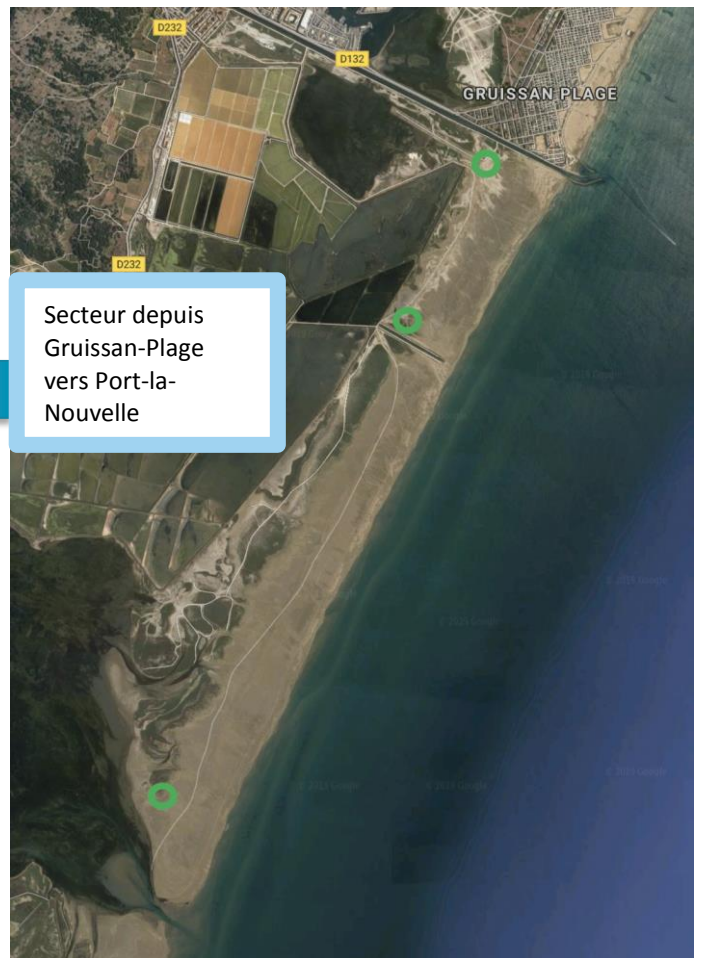 D232
D132
GRUISSAN PLAGE
D232
Secteur depuis
Gruissan-Plage
vers Port-la-
Nouvelle